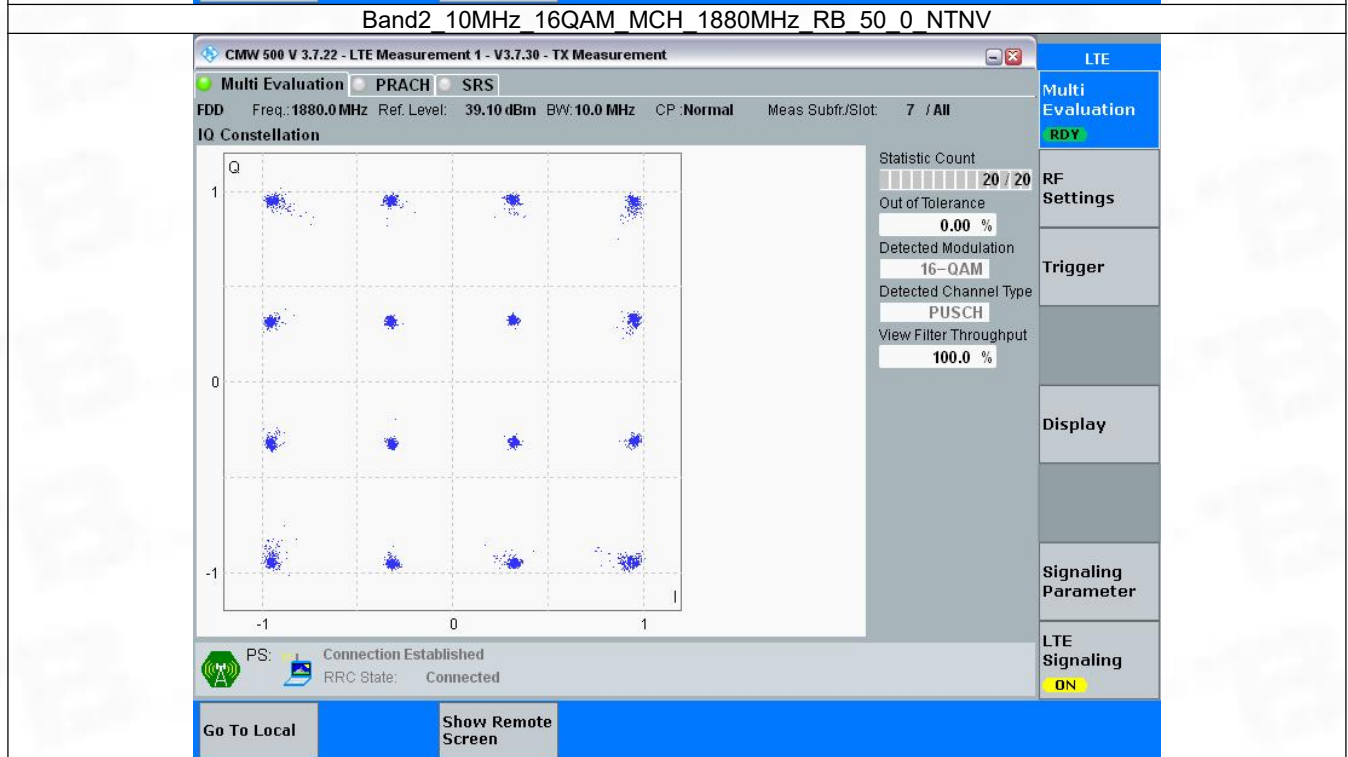 Band2_10MHz_16QAM_MCH_1880MHz_RB_50_0_NTNV
CMW 500 V 3.7.22 - LTE Measurement 1 - V3.7.30 - TX Measurement
LTE
Multi Evaluation PRACH SRS
FDD Freq.:1880.0 MHz Ref. Level: 39.10 dBm BW:10.0 MHz CP :Normal Meas Subfr./Slot: 7 / All
IQ Constellation
Q
1
0
-1
I
-1 0 1
Statistic Count
20 / 20
Out of Tolerance
0.00 %
Detected Modulation
16-QAM
Detected Channel Type
PUSCH
View Filter Throughput
100.0 %
Multi
Evaluation
RDY
RF
Settings
Trigger
Display
Signaling
Parameter
LTE
Signaling
ON
PS: Connection Established
RRC State: Connected
Go To Local
Show Remote
Screen